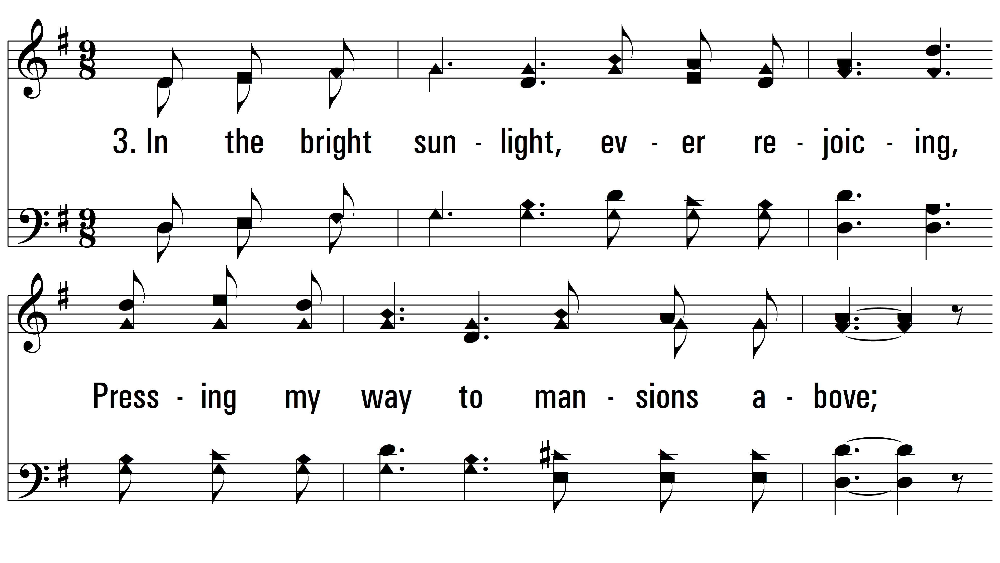 3. In the bright sun - light, ev - er re - joic - ing,
Press - ing my way to man - sions a - bove;